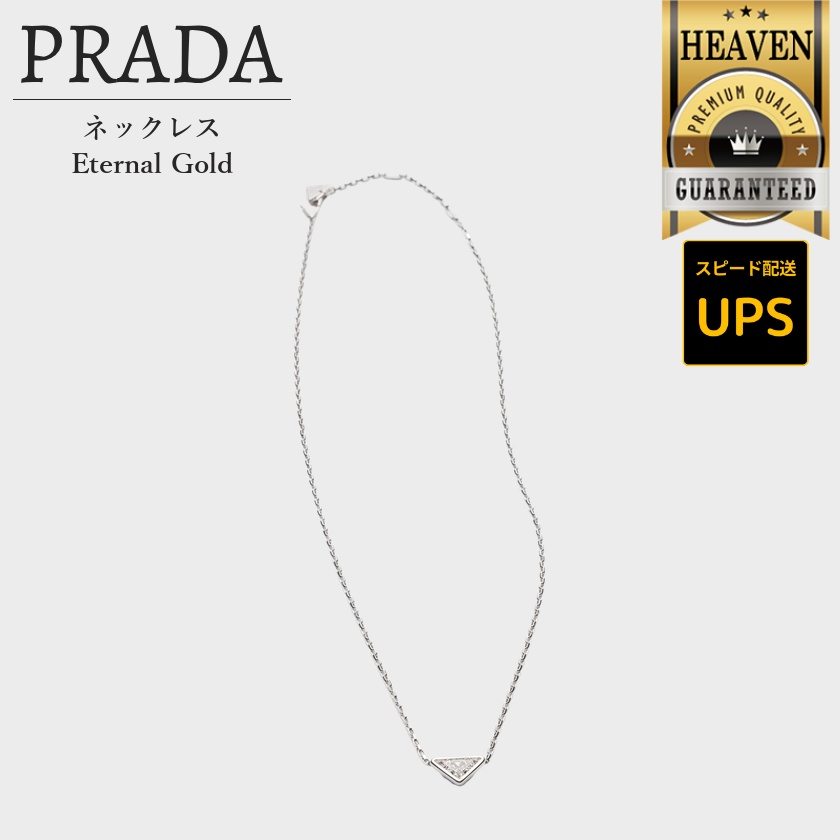 PRADA
ネックレス
Eternal Gold
HEAVEN
PREMIUM QUALITY
GUARANTEED
スピード配送
UPS